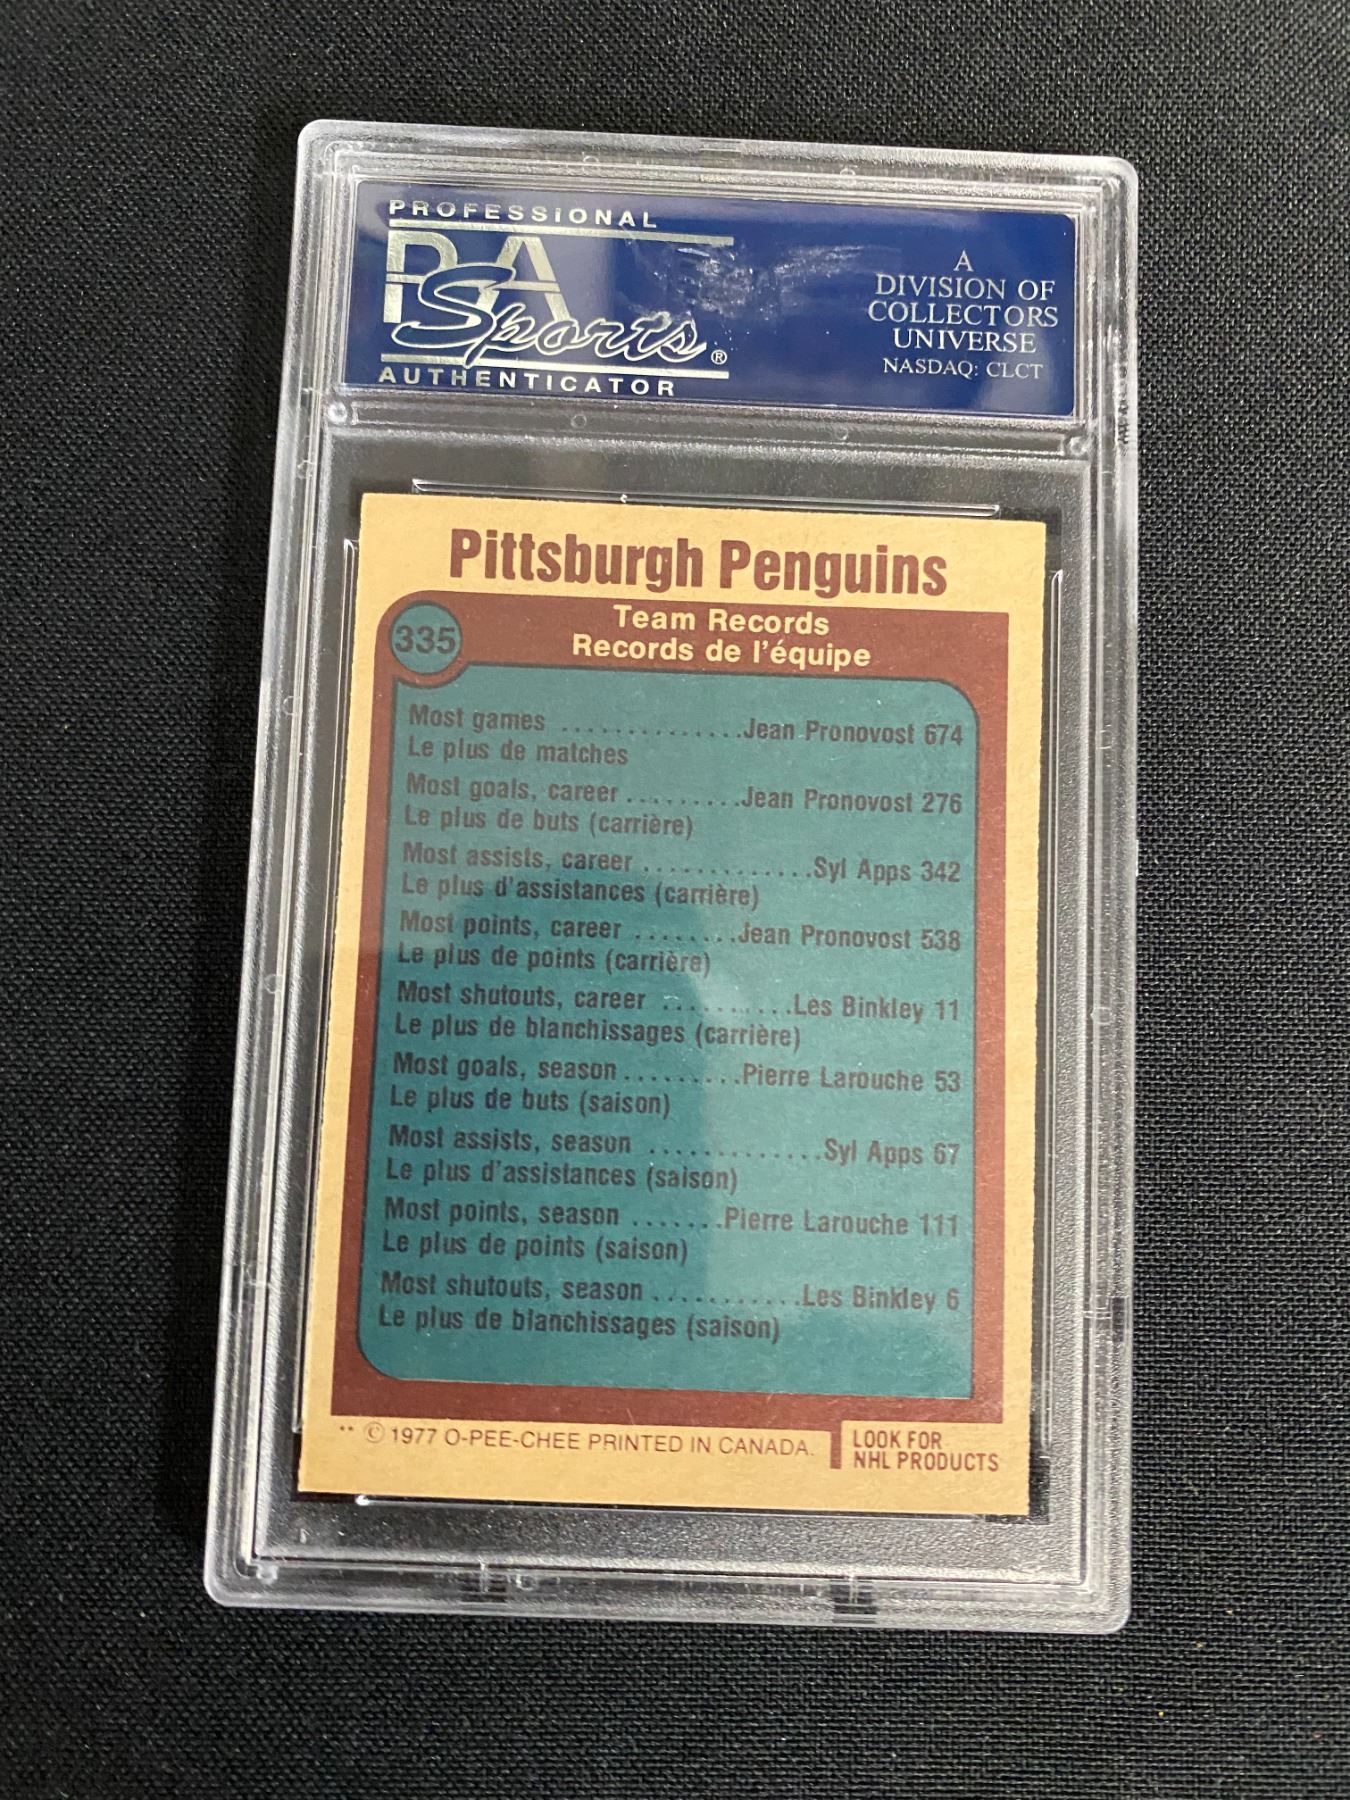 PROFESSIONAL
PSA
Sports®
AUTHENTICATOR
A
DIVISION OF
COLLECTORS
UNIVERSE
NASDAQ: CLCT
Pittsburgh Penguins
335
Team Records
Records de l'équipe
Most games ..............Jean Pronovost 674
Le plus de matches
Most goals, career .........Jean Pronovost 276
Le plus de buts (carrière)
Most assists, career .............Syl Apps 342
Le plus d'assistances (carrière)
Most points, career ........Jean Pronovost 538
Le plus de points (carrière)
Most shutouts, career ..........Les Binkley 11
Le plus de blanchissages (carrière)
Most goals, season .........Pierre Larouche 53
Le plus de buts (saison)
Most assists, season .............Syl Apps 67
Le plus d'assistances (saison)
Most points, season .......Pierre Larouche 111
Le plus de points (saison)
Most shutouts, season ...........Les Binkley 6
Le plus de blanchissages (saison)
** © 1977 O-PEE-CHEE PRINTED IN CANADA.
LOOK FOR
NHL PRODUCTS